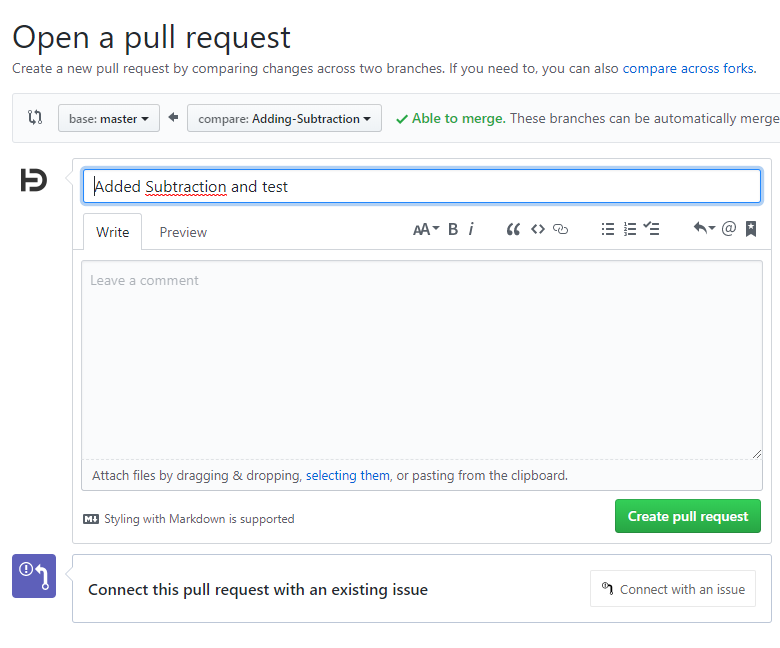 Open a pull request
Create a new pull request by comparing changes across two branches. If you need to, you can also compare across forks.
base: master compare: Adding-Subtraction Able to merge. These branches can be automatically merge
Added Subtraction and test
Write Preview AA B i @
Leave a comment
Attach files by dragging & dropping, selecting them, or pasting from the clipboard.
Styling with Markdown is supported Create pull request
Connect this pull request with an existing issue Connect with an issue